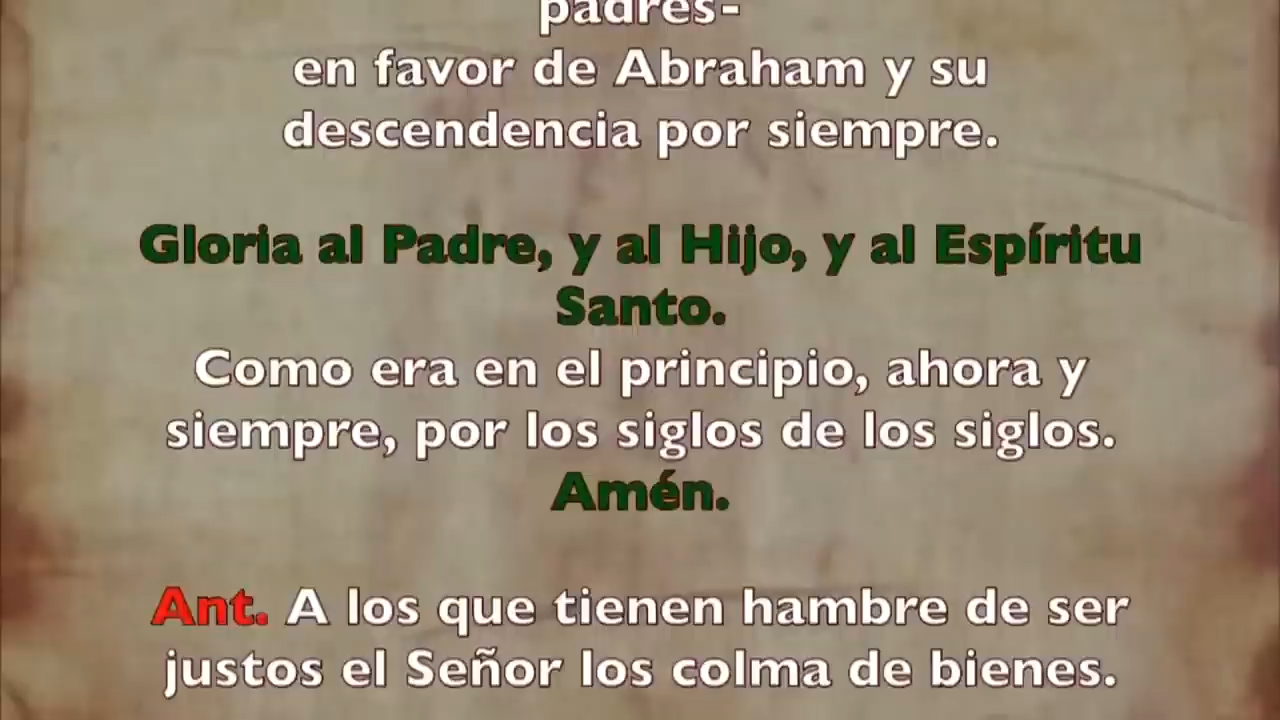 padres-
en favor de Abraham y su
descendencia por siempre.
Gloria al Padre, y al Hijo, y al Espíritu
Santo.
Como era en el principio, ahora y
siempre, por los siglos de los siglos.
Amén.
Ant. A los que tienen hambre de ser
justos el Señor los colma de bienes.